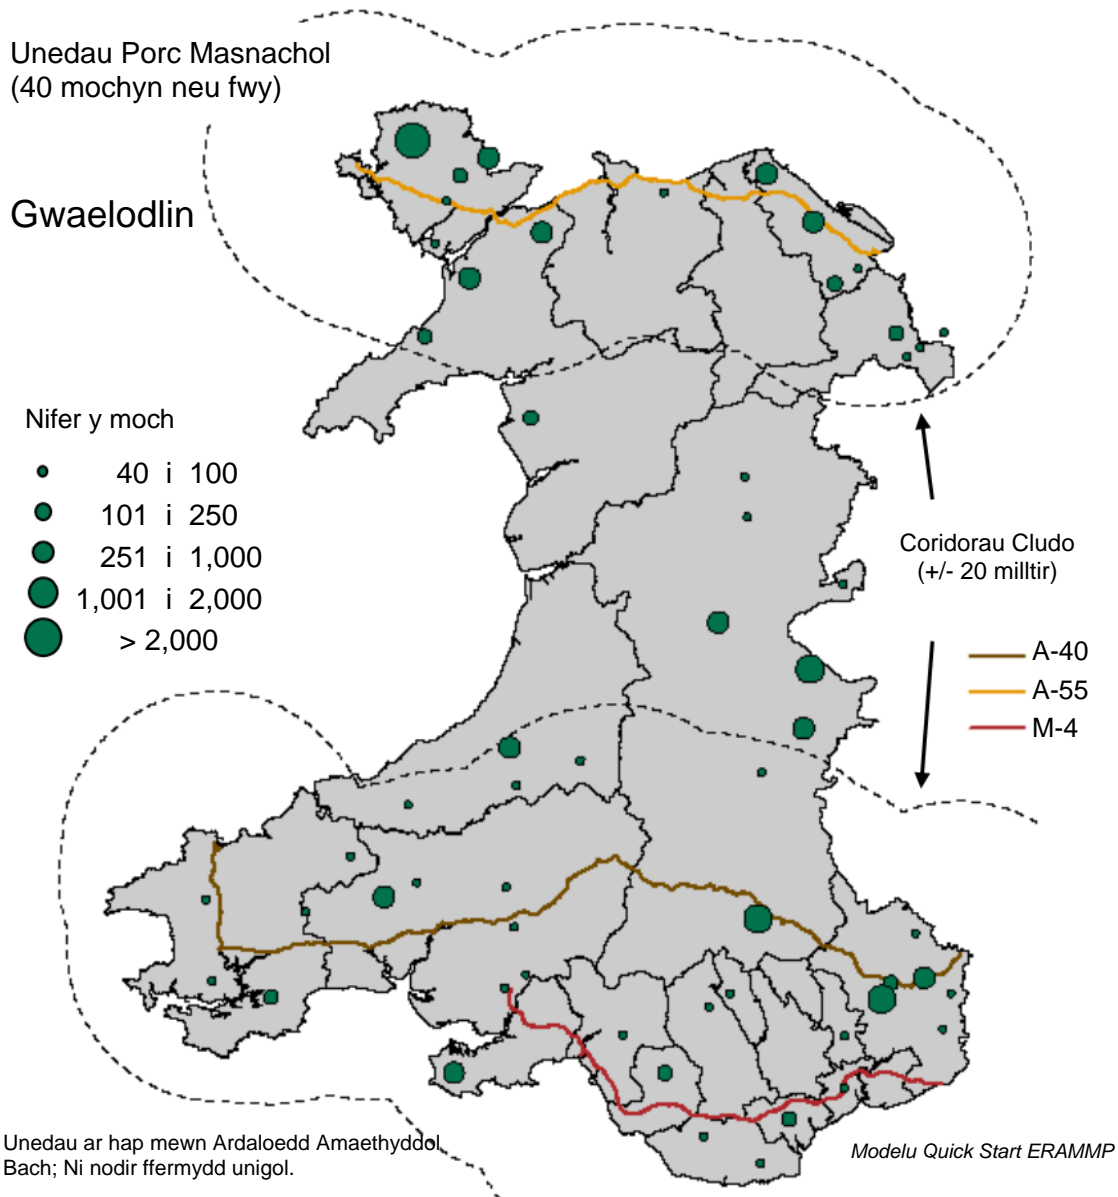 Unedau Porc Masnachol
(40 mochyn neu fwy)
Gwaelodlin
Nifer y moch
40 i 100
101 i 250
251 i 1,000
1,001 i 2,000
> 2,000
Coridorau Cludo
(+/- 20 milltir)
A-40
A-55
M-4
Unedau ar hap mewn Ardaloedd Amaethyddol
Bach; Ni nodir ffermydd unigol.
Modelu Quick Start ERAMMP